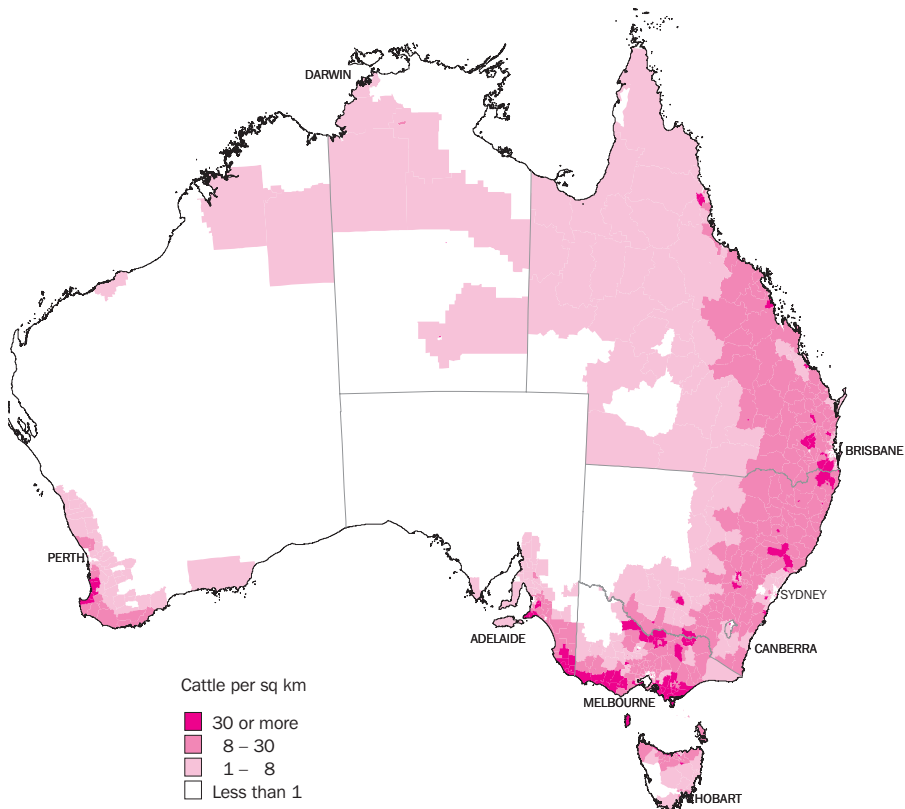 DARWIN
BRISBANE
PERTH
SYDNEY
ADELAIDE
CANBERRA
MELBOURNE
HOBART
Cattle per sq km
30 or more
8 – 30
1 – 8
Less than 1